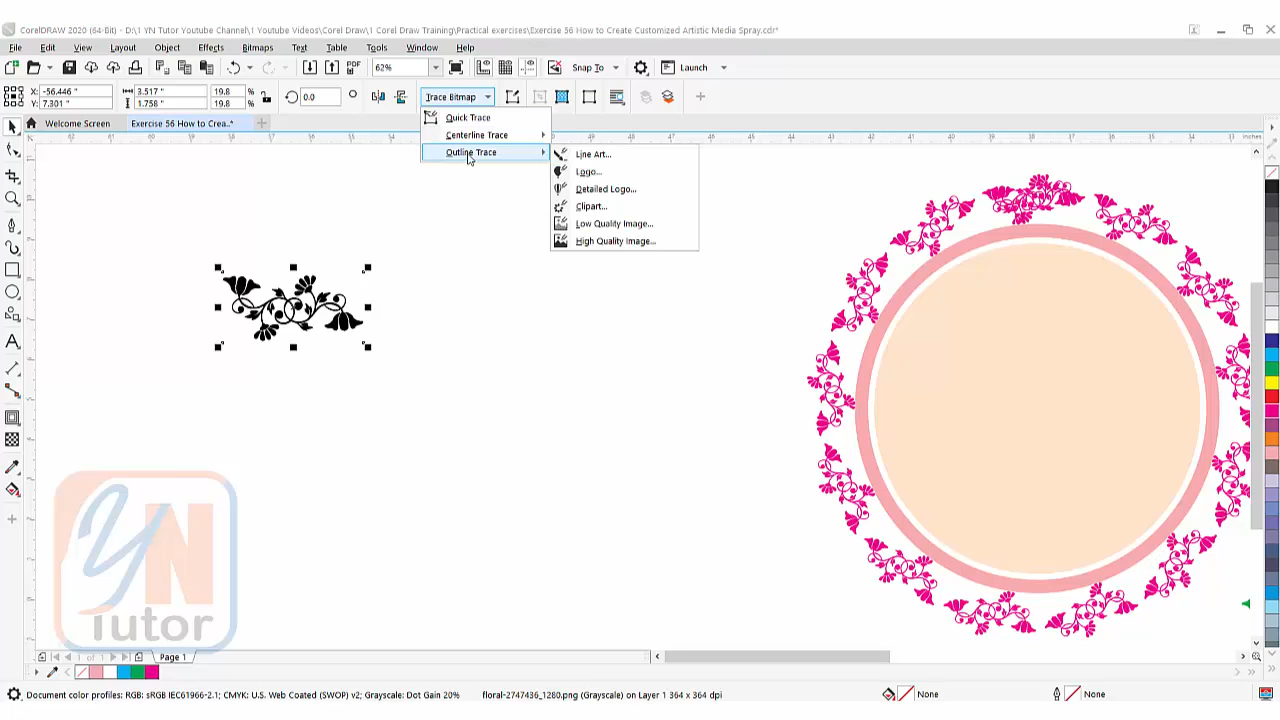 CorelDRAW 2020 (64-Bit) - D:\1 YN Tutor Youtube Channel\1 Youtube Videos\Corel Draw\1 Corel Draw Training\Practical exercises\Exercise 56 How to Create Customized Artistic Media Spray.cdr*
File Edit View Layout Object Effects Bitmaps Text Table Tools Window Help
PDF 62% Snap To Launch
X: -56.446 " 3.517 " 19.8 % 0.0 Trace Bitmap
Y: 7.301 " 1.758 " 19.8 %
Quick Trace
Welcome Screen Exercise 56 How to Crea...*
Centerline Trace
Outline Trace
Line Art...
Logo...
Detailed Logo...
Clipart...
Low Quality Image...
High Quality Image...
inches
YN
Tutor
1 of 1 Page 1
Document color profiles: RGB: sRGB IEC61966-2.1; CMYK: U.S. Web Coated (SWOP) v2; Grayscale: Dot Gain 20% floral-2747436_1280.png (Grayscale) on Layer 1 364 x 364 dpi None None